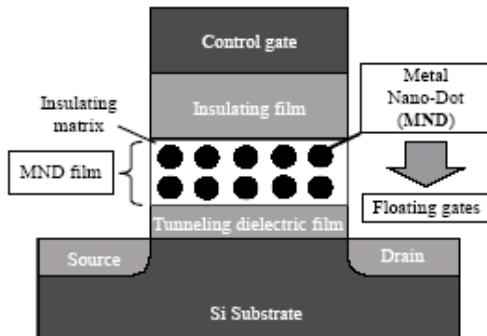 Control gate
Metal
Nano-Dot
(MND)
Insulating
matrix
Insulating film
MND film
Floating gates
Tunneling dielectric film
Source
Drain
Si Substrate